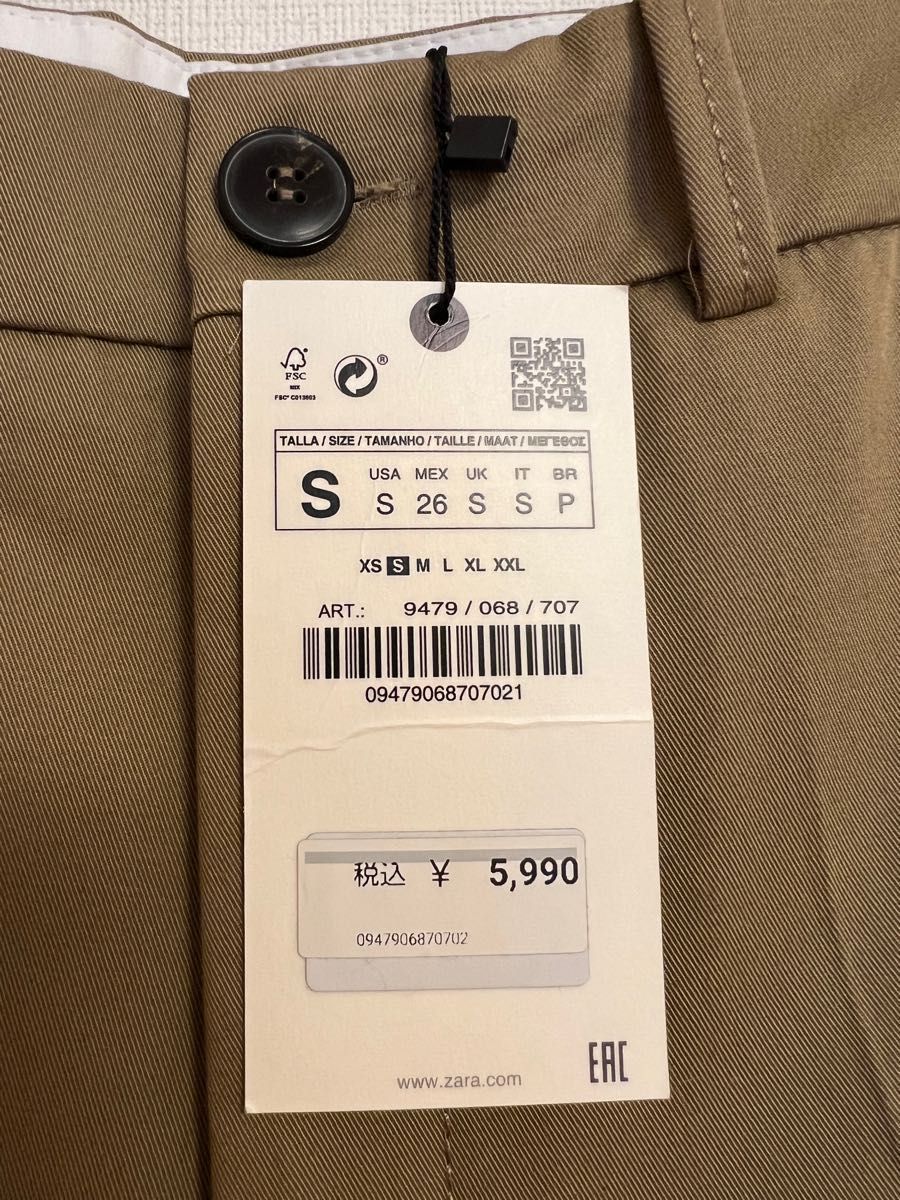 FSC
MIX
FSC® C013603
®
TALLA / SIZE / TAMANHO / TAILLE / MAAT /
S
USA MEX UK IT BR
S 26 S S P
XS S M L XL XXL
ART.: 9479 / 068 / 707
09479068707021
税込 ¥ 5,990
0947906870702
www.zara.com
EAC